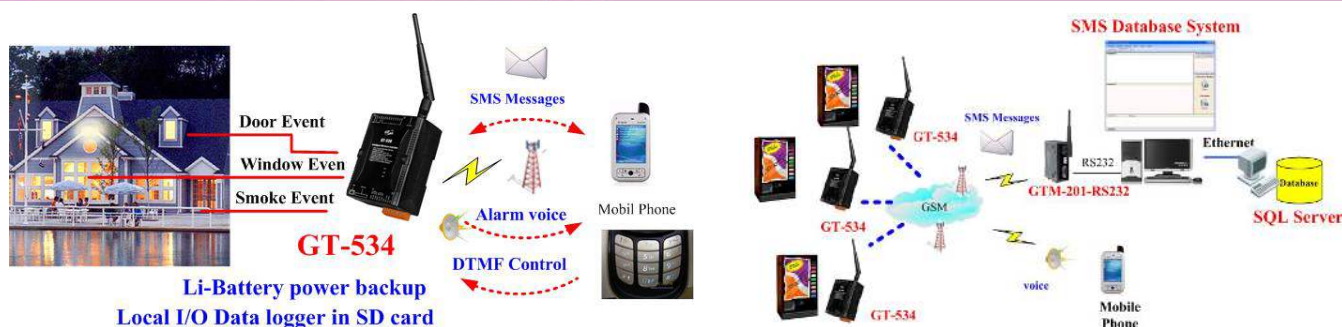 Door Event
Window Even
Smoke Event
GT-534
SMS Messages
Alarm voice
Mobil Phone
DTMF Control
Li-Battery power backup
Local I/O Data logger in SD card
SMS Database System
GT-534
SMS Messages
RS232
Ethernet
GTM-201-RS232
Database
SQL Server
GT-534
GSM
GT-534
voice
Mobile
Phone